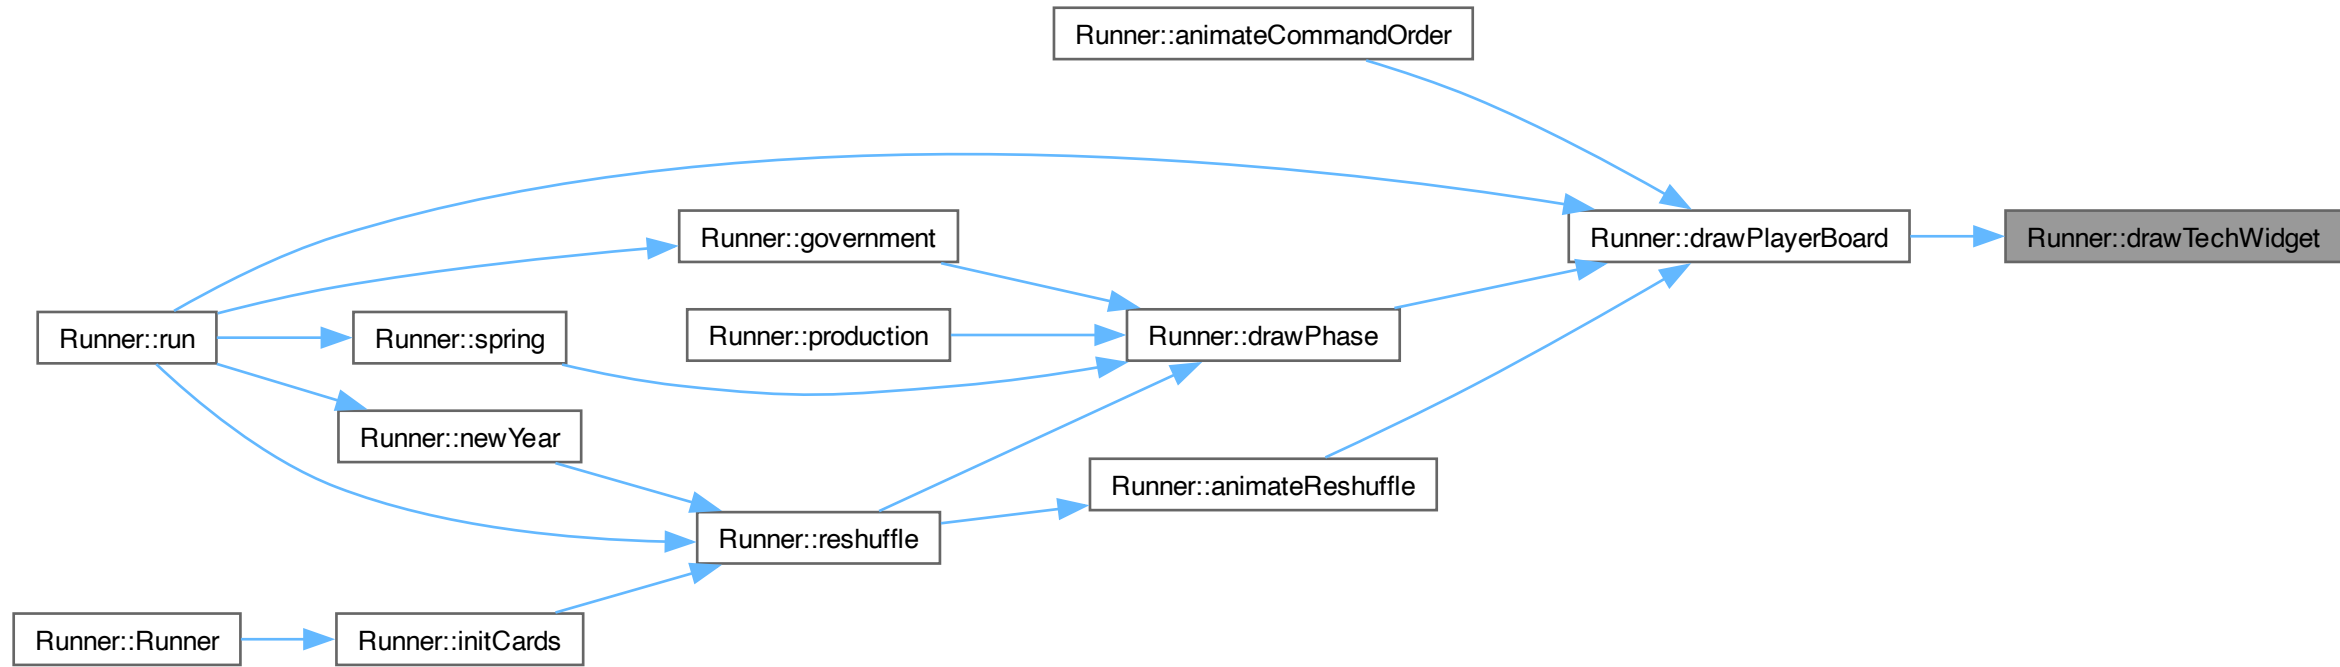 Runner::animateCommandOrder
Runner::government
Runner::drawPlayerBoard
Runner::drawTechWidget
Runner::run
Runner::spring
Runner::production
Runner::drawPhase
Runner::newYear
Runner::animateReshuffle
Runner::reshuffle
Runner::Runner
Runner::initCards